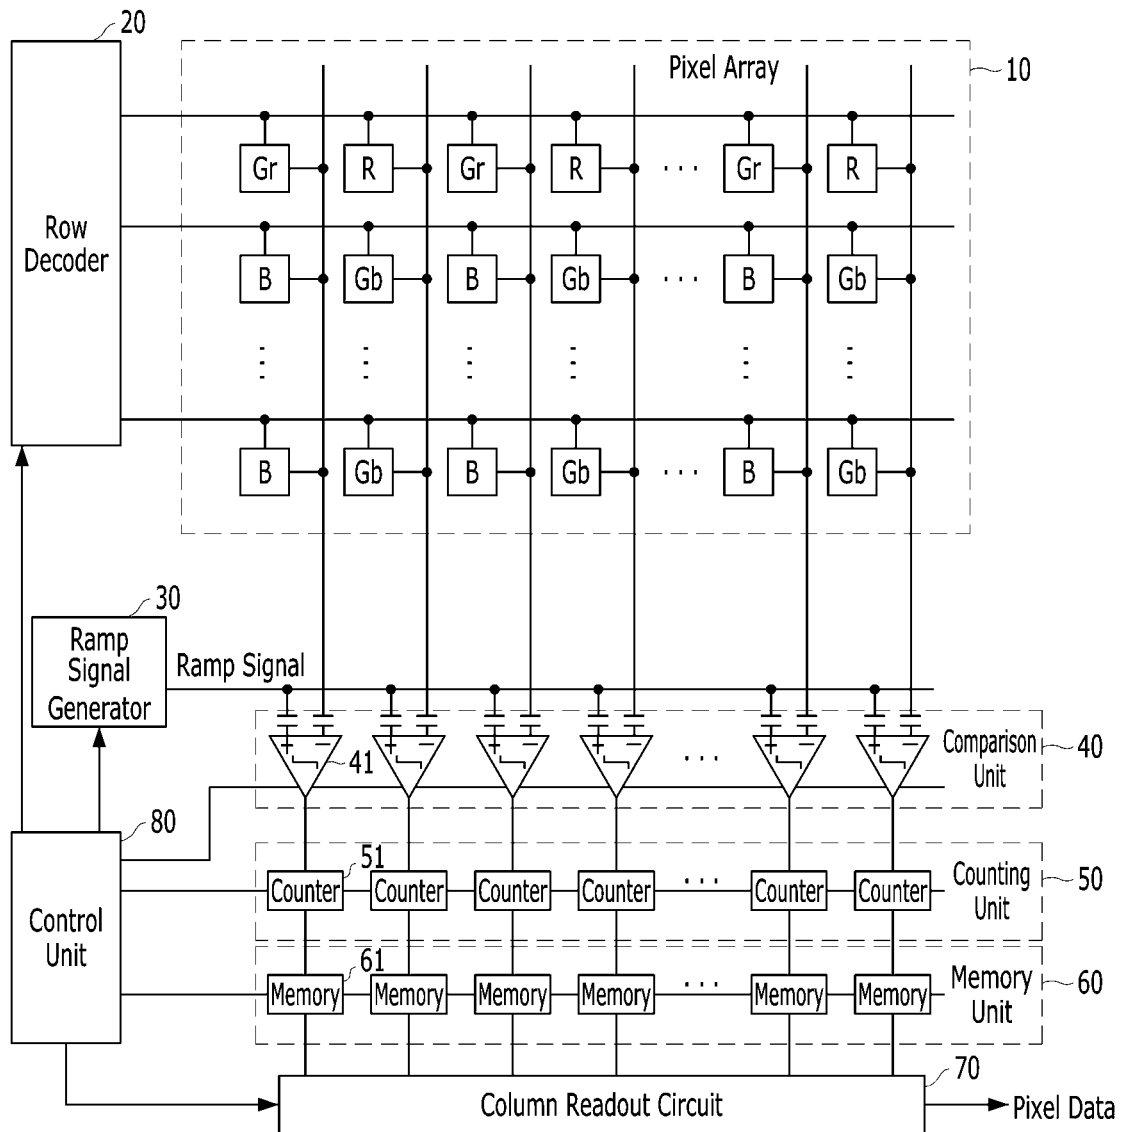 20
Pixel Array
10
Gr R Gr R ... Gr R
Row
Decoder
B Gb B Gb ... B Gb
B Gb B Gb ... B Gb
30
Ramp
Signal
Generator
Ramp Signal
+ − + − + − + − + − + −
41
...
Comparison
Unit
40
80
Control
Unit
51
Counter Counter Counter Counter ... Counter Counter
Counting
Unit
50
61
Memory Memory Memory Memory ... Memory Memory
Memory
Unit
60
70
Column Readout Circuit
Pixel Data